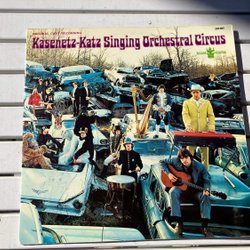 ORIGINAL CAST RECORDING
Kasenetz-Katz Singing Orchestral Circus